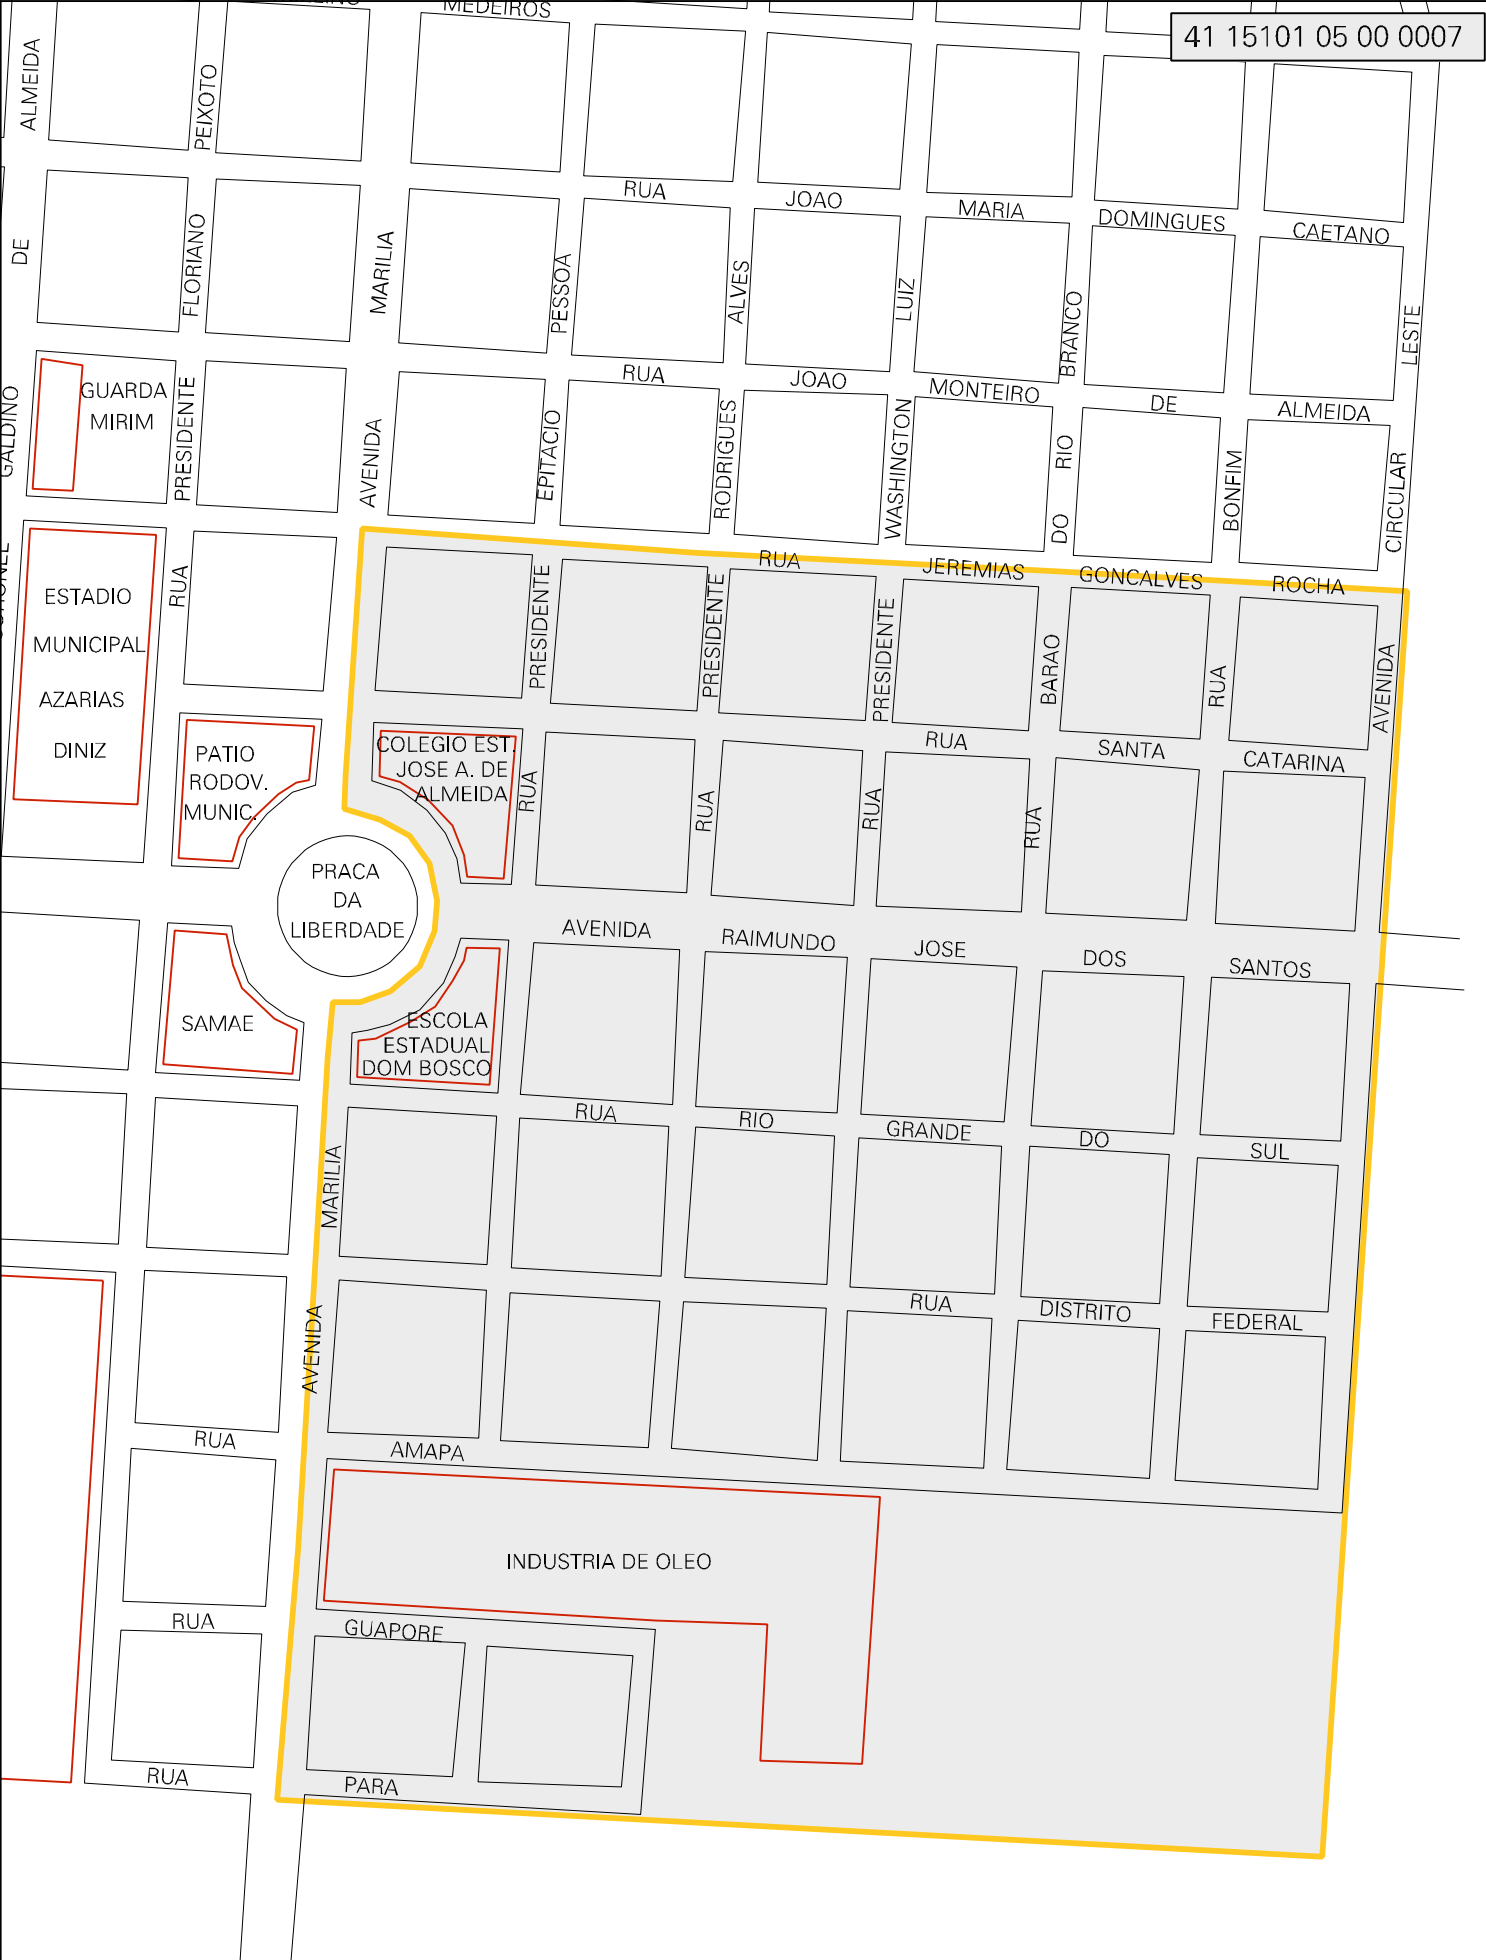 MEDEIROS
41 15101 05 00 0007
ALMEIDA
PEIXOTO
RUA
JOAO
MARIA
DOMINGUES
CAETANO
DE
FLORIANO
MARILIA
PESSOA
ALVES
LUIZ
BRANCO
LESTE
RUA
JOAO
MONTEIRO
DE
ALMEIDA
GUARDA
MIRIM
GALDINO
PRESIDENTE
AVENIDA
EPITACIO
RODRIGUES
WASHINGTON
RIO
DO
BONFIM
CIRCULAR
RUA
JEREMIAS
GONCALVES
ROCHA
ESTADIO
MUNICIPAL
AZARIAS
DINIZ
RUA
PRESIDENTE
PRESIDENTE
PRESIDENTE
BARAO
RUA
AVENIDA
PATIO
RODOV.
MUNIC.
COLEGIO EST.
JOSE A. DE
ALMEIDA
RUA
SANTA
CATARINA
RUA
RUA
RUA
RUA
PRACA
DA
LIBERDADE
AVENIDA
RAIMUNDO
JOSE
DOS
SANTOS
SAMAE
ESCOLA
ESTADUAL
DOM BOSCO
RUA
RIO
GRANDE
DO
SUL
MARILIA
AVENIDA
RUA
DISTRITO
FEDERAL
RUA
AMAPA
INDUSTRIA DE OLEO
RUA
GUAPORE
RUA
PARA